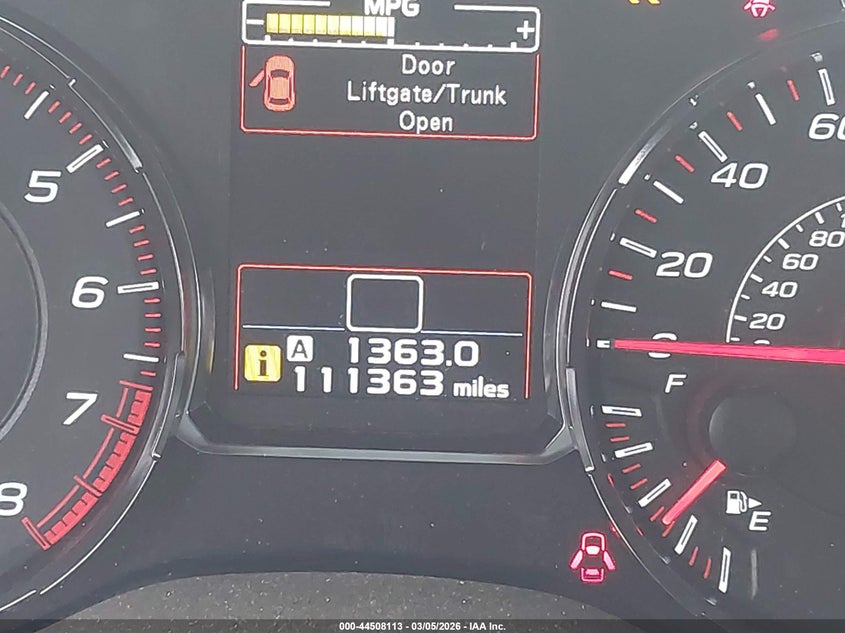 MPG
- +
Door
Liftgate/Trunk
Open
5
6
7
8
60
40
20
0
80
60
40
20
A 1363.0
i 111363 miles
F
E
000-44508113 - 03/05/2026 - IAA Inc.